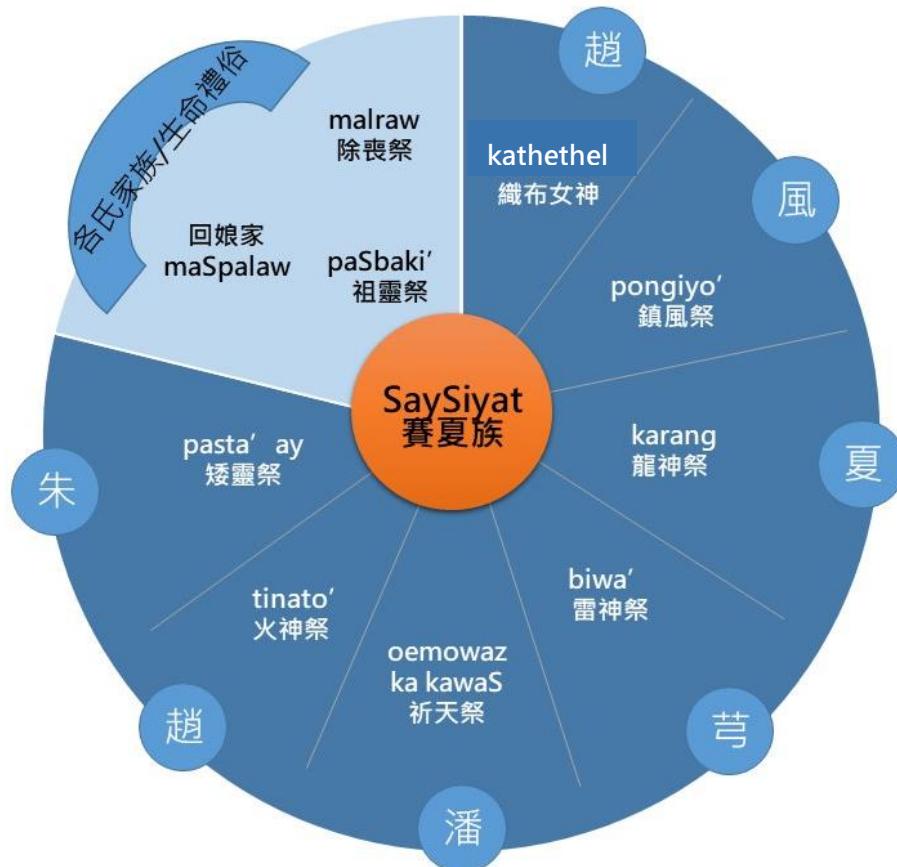 各氏家族/生命禮俗
malraw
除喪祭
回娘家
maSpalaw
paSbaki’
祖靈祭
趙
kathethel
織布女神
風
pongiyo’
鎮風祭
夏
karang
龍神祭
芎
biwa’
雷神祭
潘
oemowaz
ka kawaS
祈天祭
趙
tinato’
火神祭
朱
pasta’ ay
矮靈祭
SaySiyat
賽夏族